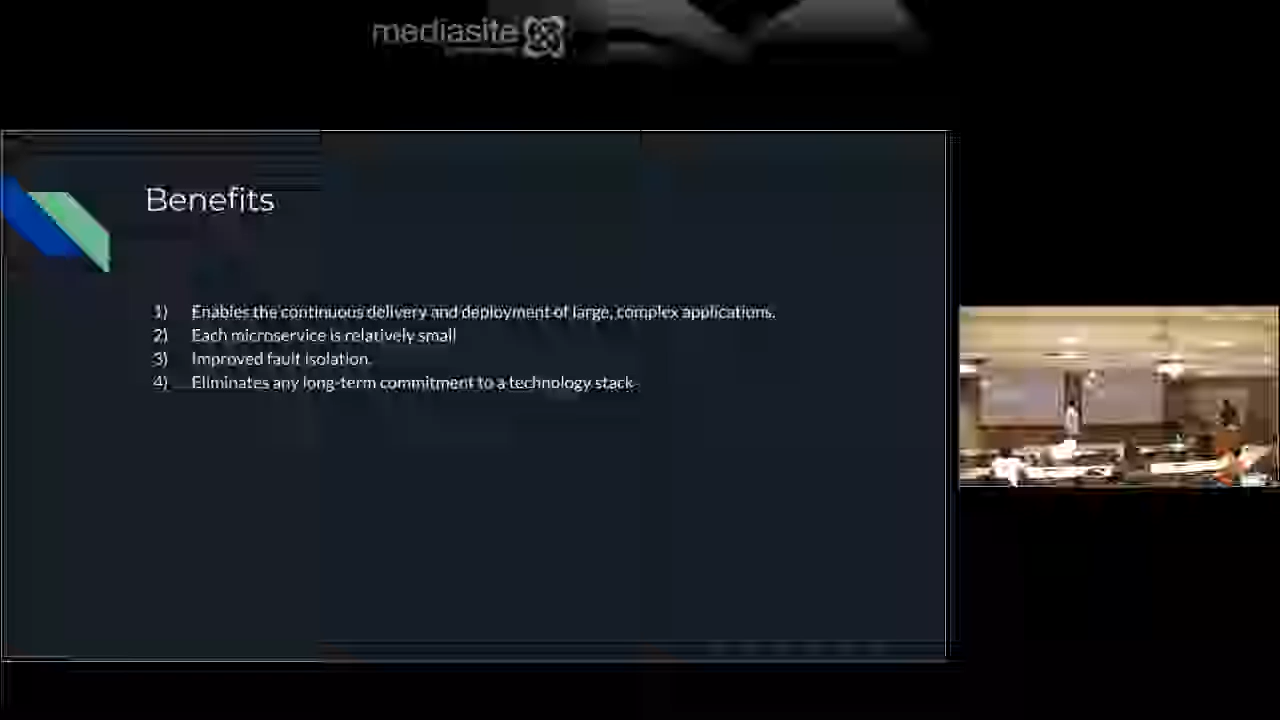 mediasite
Benefits
1) Enables the continuous delivery and deployment of large, complex applications.
2) Each microservice is relatively small
3) Improved fault isolation.
4) Eliminates any long-term commitment to a technology stack